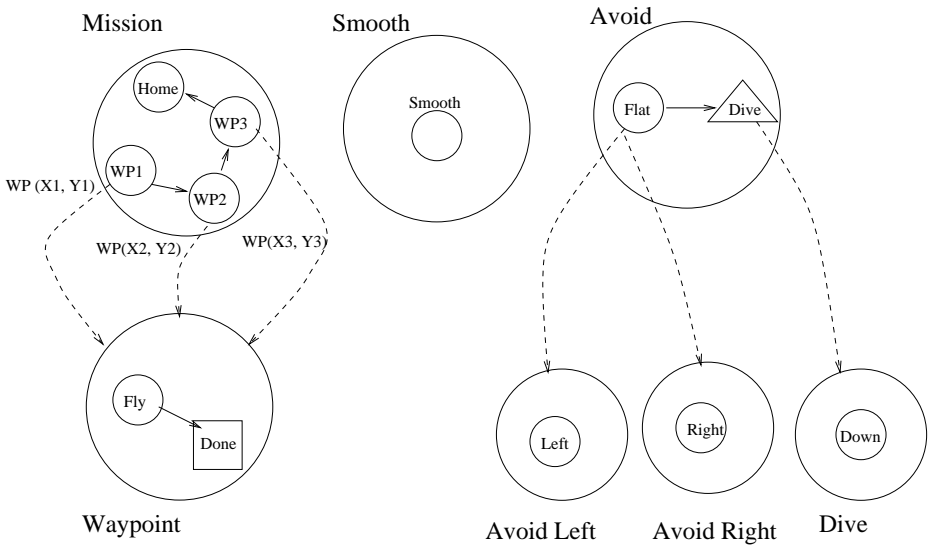 Mission
Smooth
Avoid
Home
WP3
WP1
WP2
Smooth
Flat
Dive
WP (X1, Y1)
WP(X2, Y2)
WP(X3, Y3)
Fly
Done
Left
Right
Down
Waypoint
Avoid Left
Avoid Right
Dive